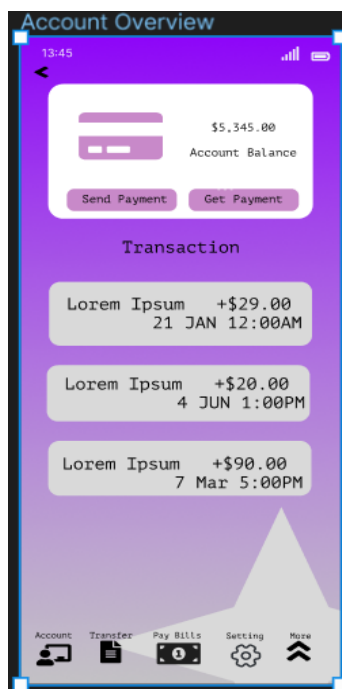 Account Overview
13:45
$5,345.00
Account Balance
Send Payment Get Payment
Transaction
Lorem Ipsum +$29.00
21 JAN 12:00AM
Lorem Ipsum +$20.00
4 JUN 1:00PM
Lorem Ipsum +$90.00
7 Mar 5:00PM
Account Transfer Pay Bills Setting More
1